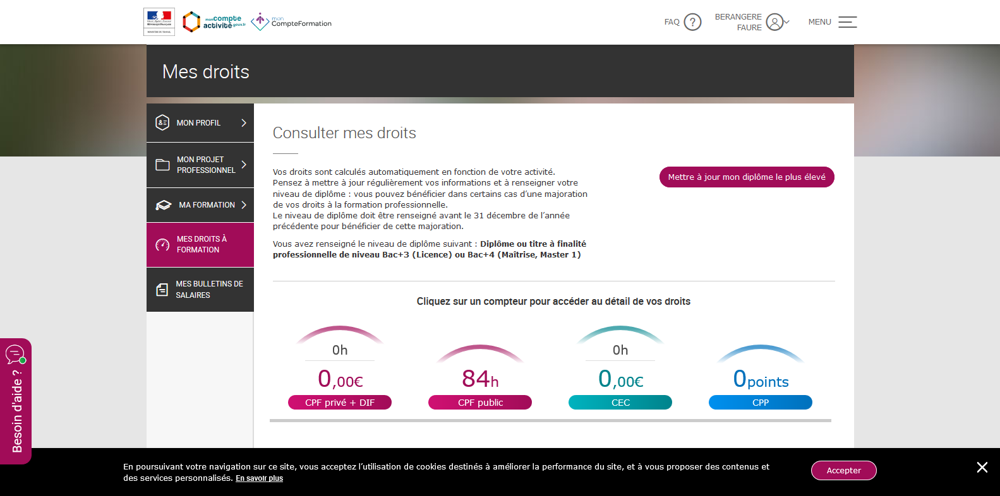 RÉPUBLIQUE FRANÇAISE
MINISTÈRE DU TRAVAIL
mon compte
activité.gouv.fr
mon
CompteFormation
FAQ ?
BERANGERE
FAURE
MENU
Mes droits
MON PROFIL
MON PROJET
PROFESSIONNEL
MA FORMATION
MES DROITS À
FORMATION
MES BULLETINS DE
SALAIRES
Consulter mes droits
Vos droits sont calculés automatiquement en fonction de votre activité.
Pensez à mettre à jour régulièrement vos informations et à renseigner votre
niveau de diplôme : vous pouvez bénéficier dans certains cas d’une majoration
de vos droits à la formation professionnelle.
Le niveau de diplôme doit être renseigné avant le 31 décembre de l’année
précédente pour bénéficier de cette majoration.
Mettre à jour mon diplôme le plus élevé
Vous avez renseigné le niveau de diplôme suivant : Diplôme ou titre à finalité
professionnelle de niveau Bac+3 (Licence) ou Bac+4 (Maîtrise, Master 1)
Cliquez sur un compteur pour accéder au détail de vos droits
0h
0,00€
CPF privé + DIF
84h
CPF public
0h
0,00€
CEC
0points
CPP
Besoin d'aide ?
En poursuivant votre navigation sur ce site, vous acceptez l’utilisation de cookies destinés à améliorer la performance du site, et à vous proposer des contenus et
des services personnalisés. En savoir plus
Accepter